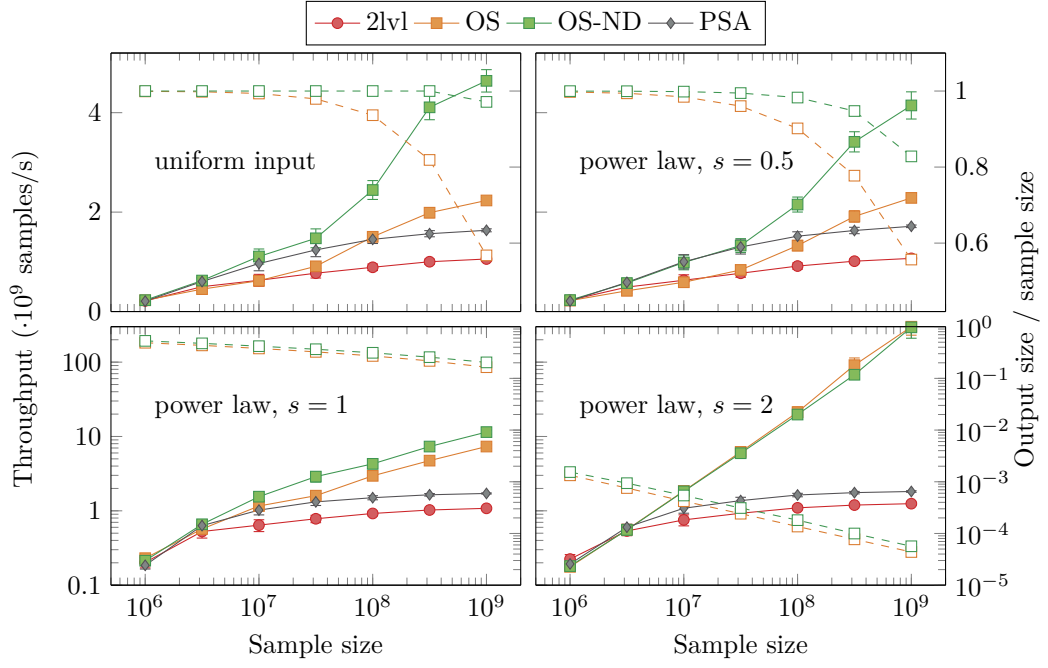 2lvl OS OS-ND PSA
Throughput (·10⁹ samples/s)
4
2
0
uniform input
power law, s = 0.5
1
0.8
0.6
100
10
1
0.1
power law, s = 1
power law, s = 2
10⁰
10⁻¹
10⁻²
10⁻³
10⁻⁴
10⁻⁵
Output size / sample size
10⁶ 10⁷ 10⁸ 10⁹
10⁶ 10⁷ 10⁸ 10⁹
Sample size
Sample size